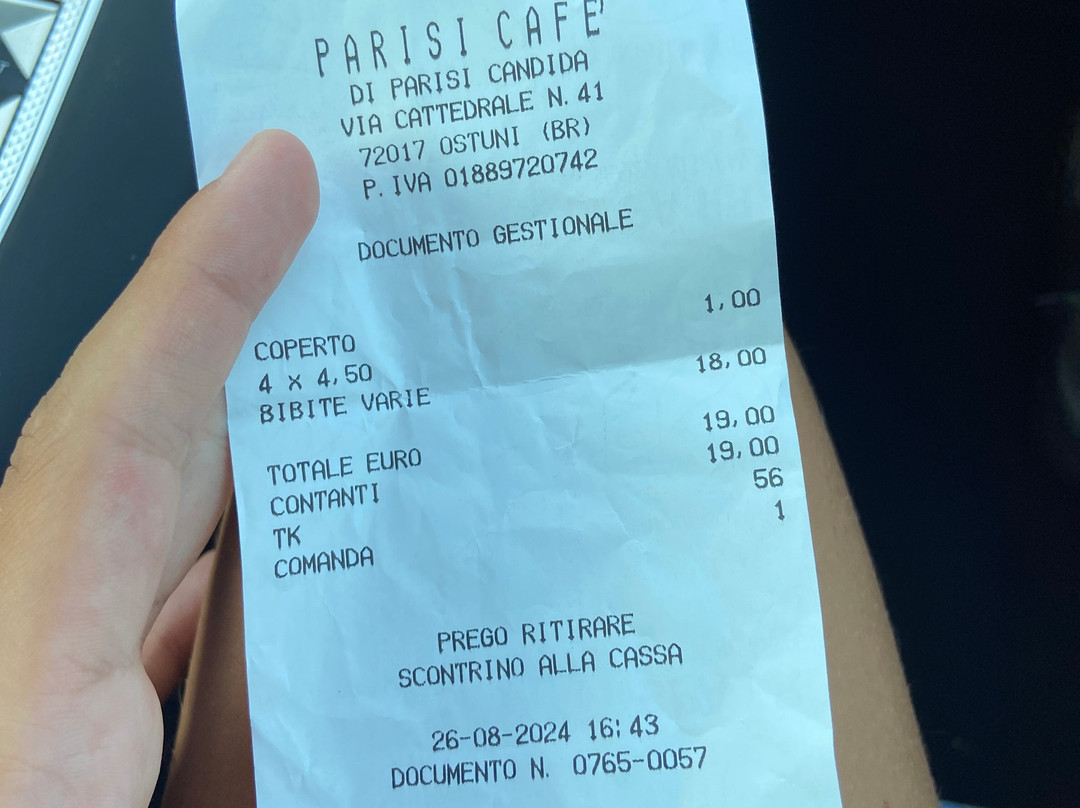 PARISI CAFE'
DI PARISI CANDIDA
VIA CATTEDRALE N. 41
72017 OSTUNI (BR)
P. IVA 01889720742
DOCUMENTO GESTIONALE
COPERTO 1,00
4 x 4,50
BIBITE VARIE 18,00
TOTALE EURO 19,00
CONTANTI 19,00
TK 56
COMANDA 1
PREGO RITIRARE
SCONTRINO ALLA CASSA
26-08-2024 16:43
DOCUMENTO N. 0765-0057